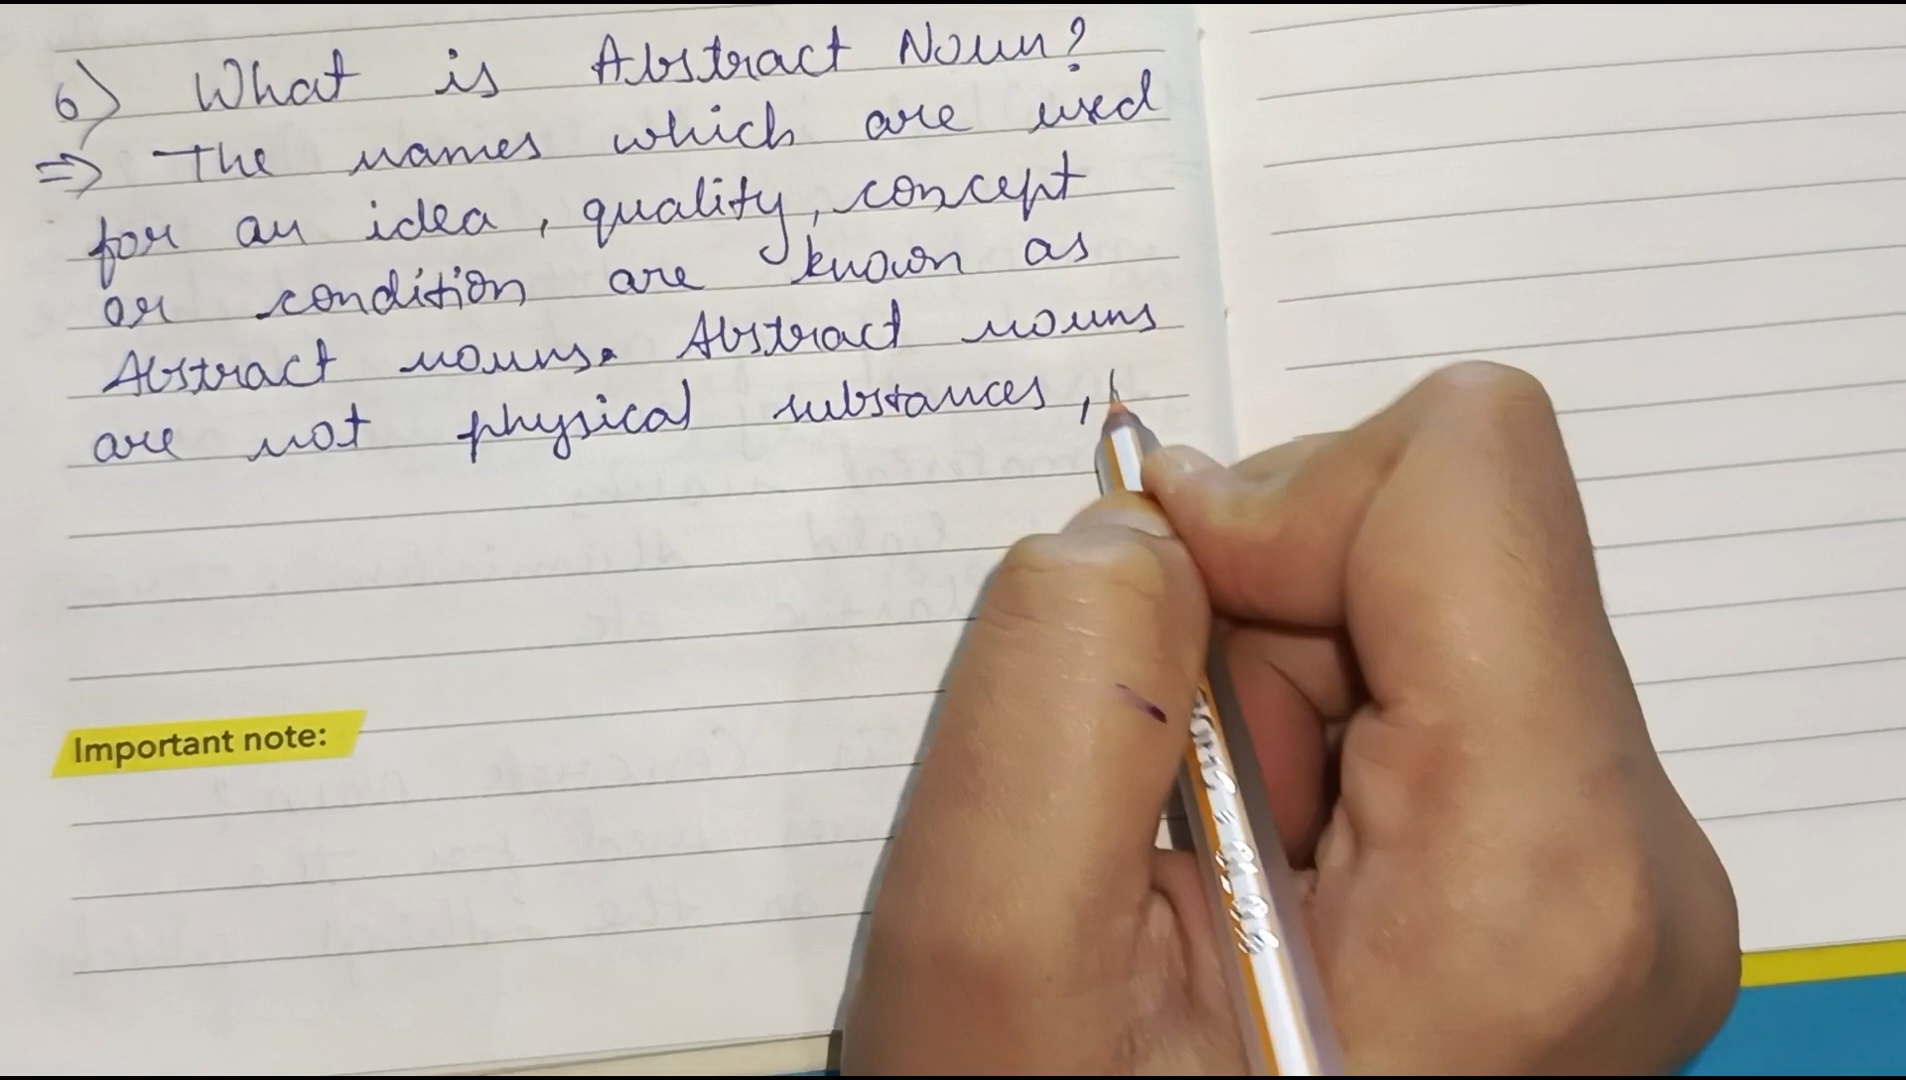 6) What is Abstract Noun?
⇒ The names which are used
for an idea, quality, concept
or condition are known as
Abstract nouns. Abstract nouns
are not physical substances,
Important note: